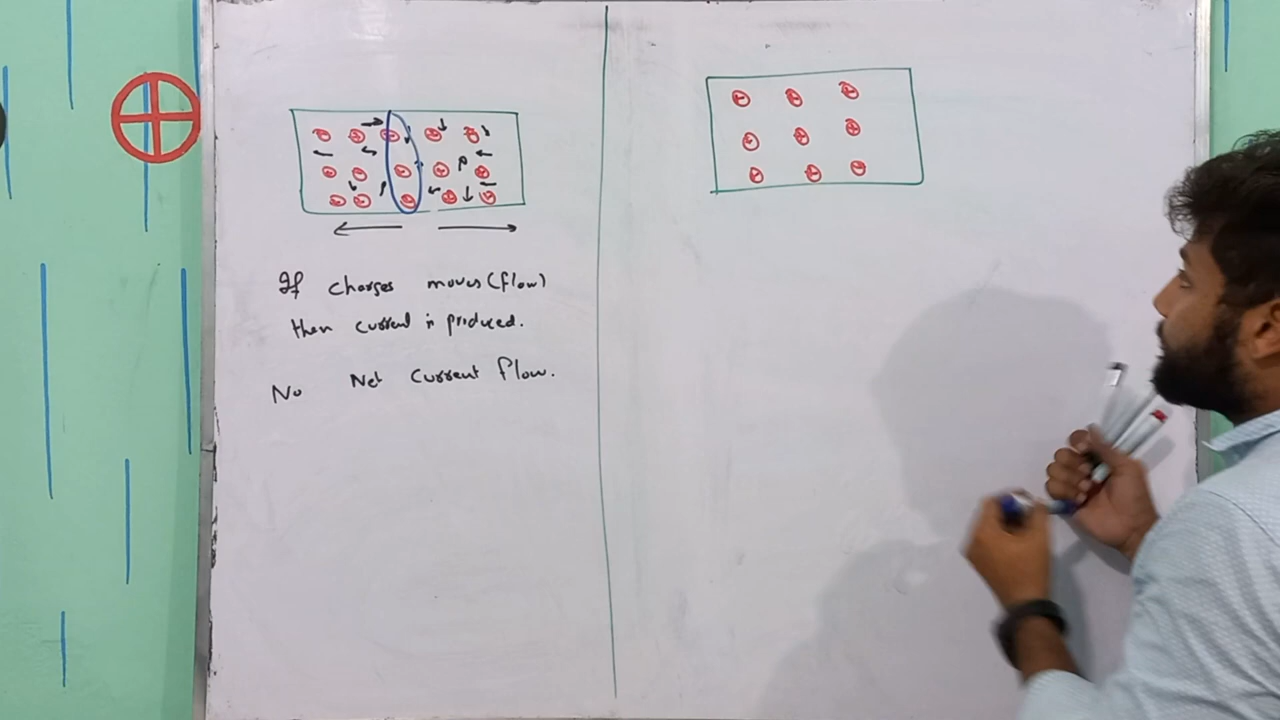 If charges moves (flow)
then current is produced.
No Net current flow.